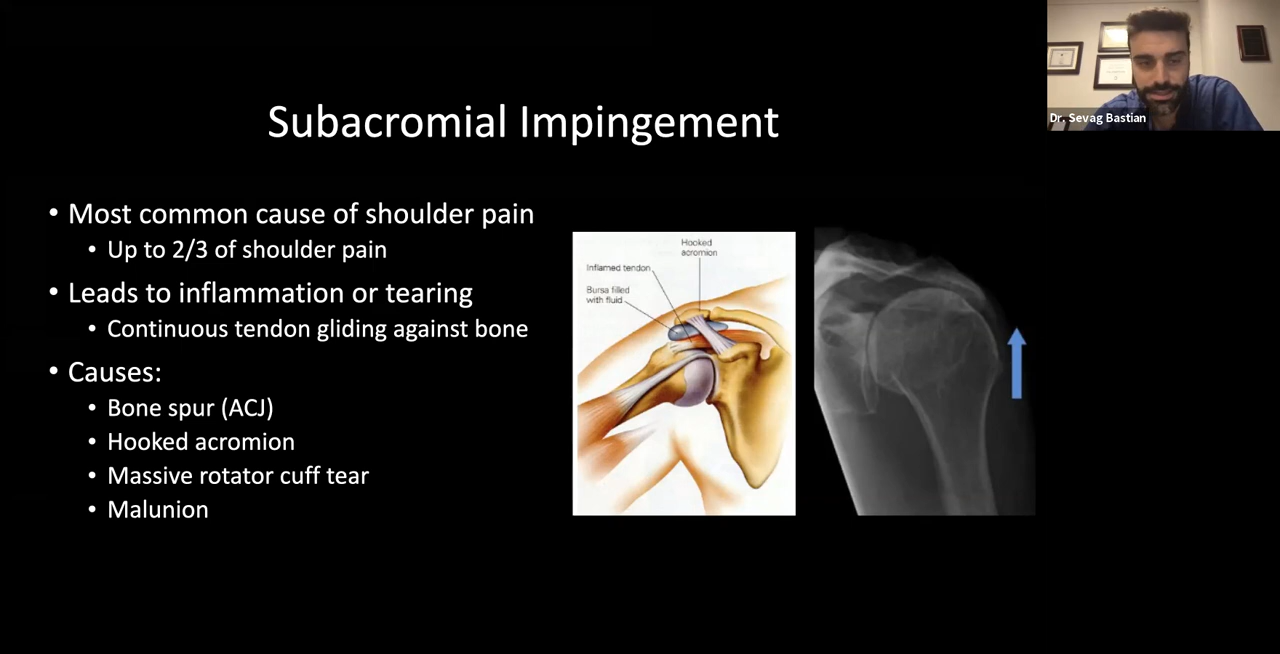 Subacromial Impingement
• Most common cause of shoulder pain
• Up to 2/3 of shoulder pain
• Leads to inflammation or tearing
• Continuous tendon gliding against bone
• Causes:
• Bone spur (ACJ)
• Hooked acromion
• Massive rotator cuff tear
• Malunion
Hooked
acromion
Inflamed tendon
Bursa filled
with fluid
Dr. Sevag Bastian